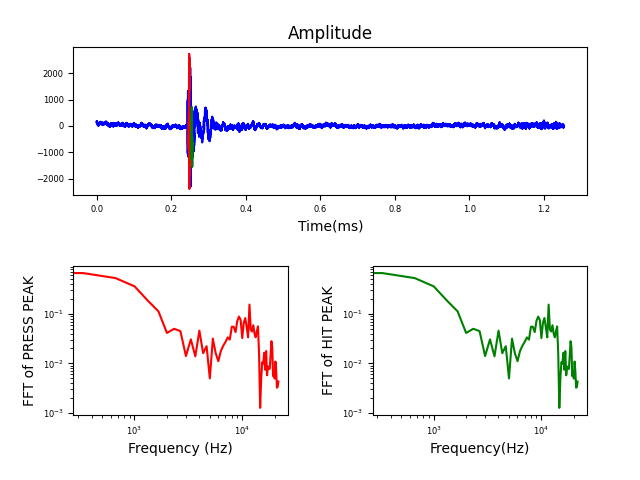 Amplitude
2000
1000
0
−1000
−2000
0.0 0.2 0.4 0.6 0.8 1.0 1.2
Time(ms)
FFT of PRESS PEAK
10⁻¹
10⁻²
10⁻³
10³ 10⁴
Frequency (Hz)
FFT of HIT PEAK
10⁻¹
10⁻²
10⁻³
10³ 10⁴
Frequency(Hz)